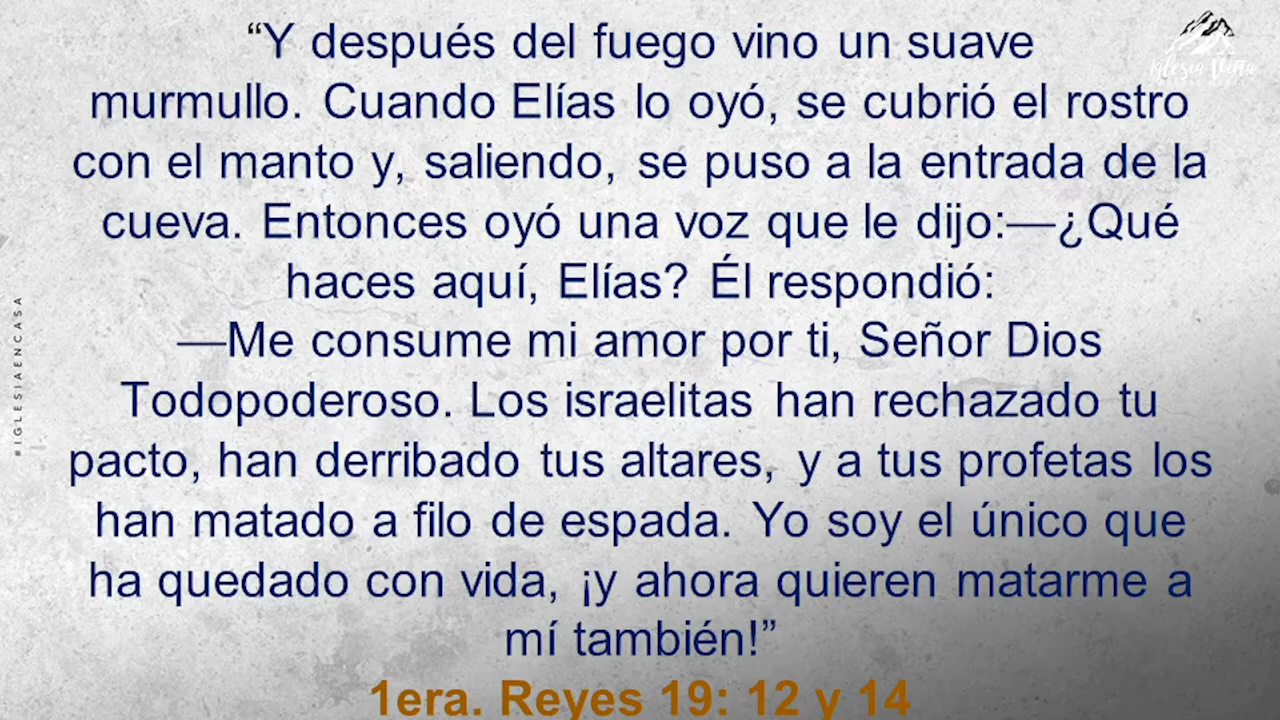 “Y después del fuego vino un suave
murmullo. Cuando Elías lo oyó, se cubrió el rostro
con el manto y, saliendo, se puso a la entrada de la
cueva. Entonces oyó una voz que le dijo:—¿Qué
haces aquí, Elías? Él respondió:
—Me consume mi amor por ti, Señor Dios
Todopoderoso. Los israelitas han rechazado tu
pacto, han derribado tus altares, y a tus profetas los
han matado a filo de espada. Yo soy el único que
ha quedado con vida, ¡y ahora quieren matarme a
mí también!”
1era. Reyes 19: 12 y 14
#IGLESIAENCASA
Iglesia